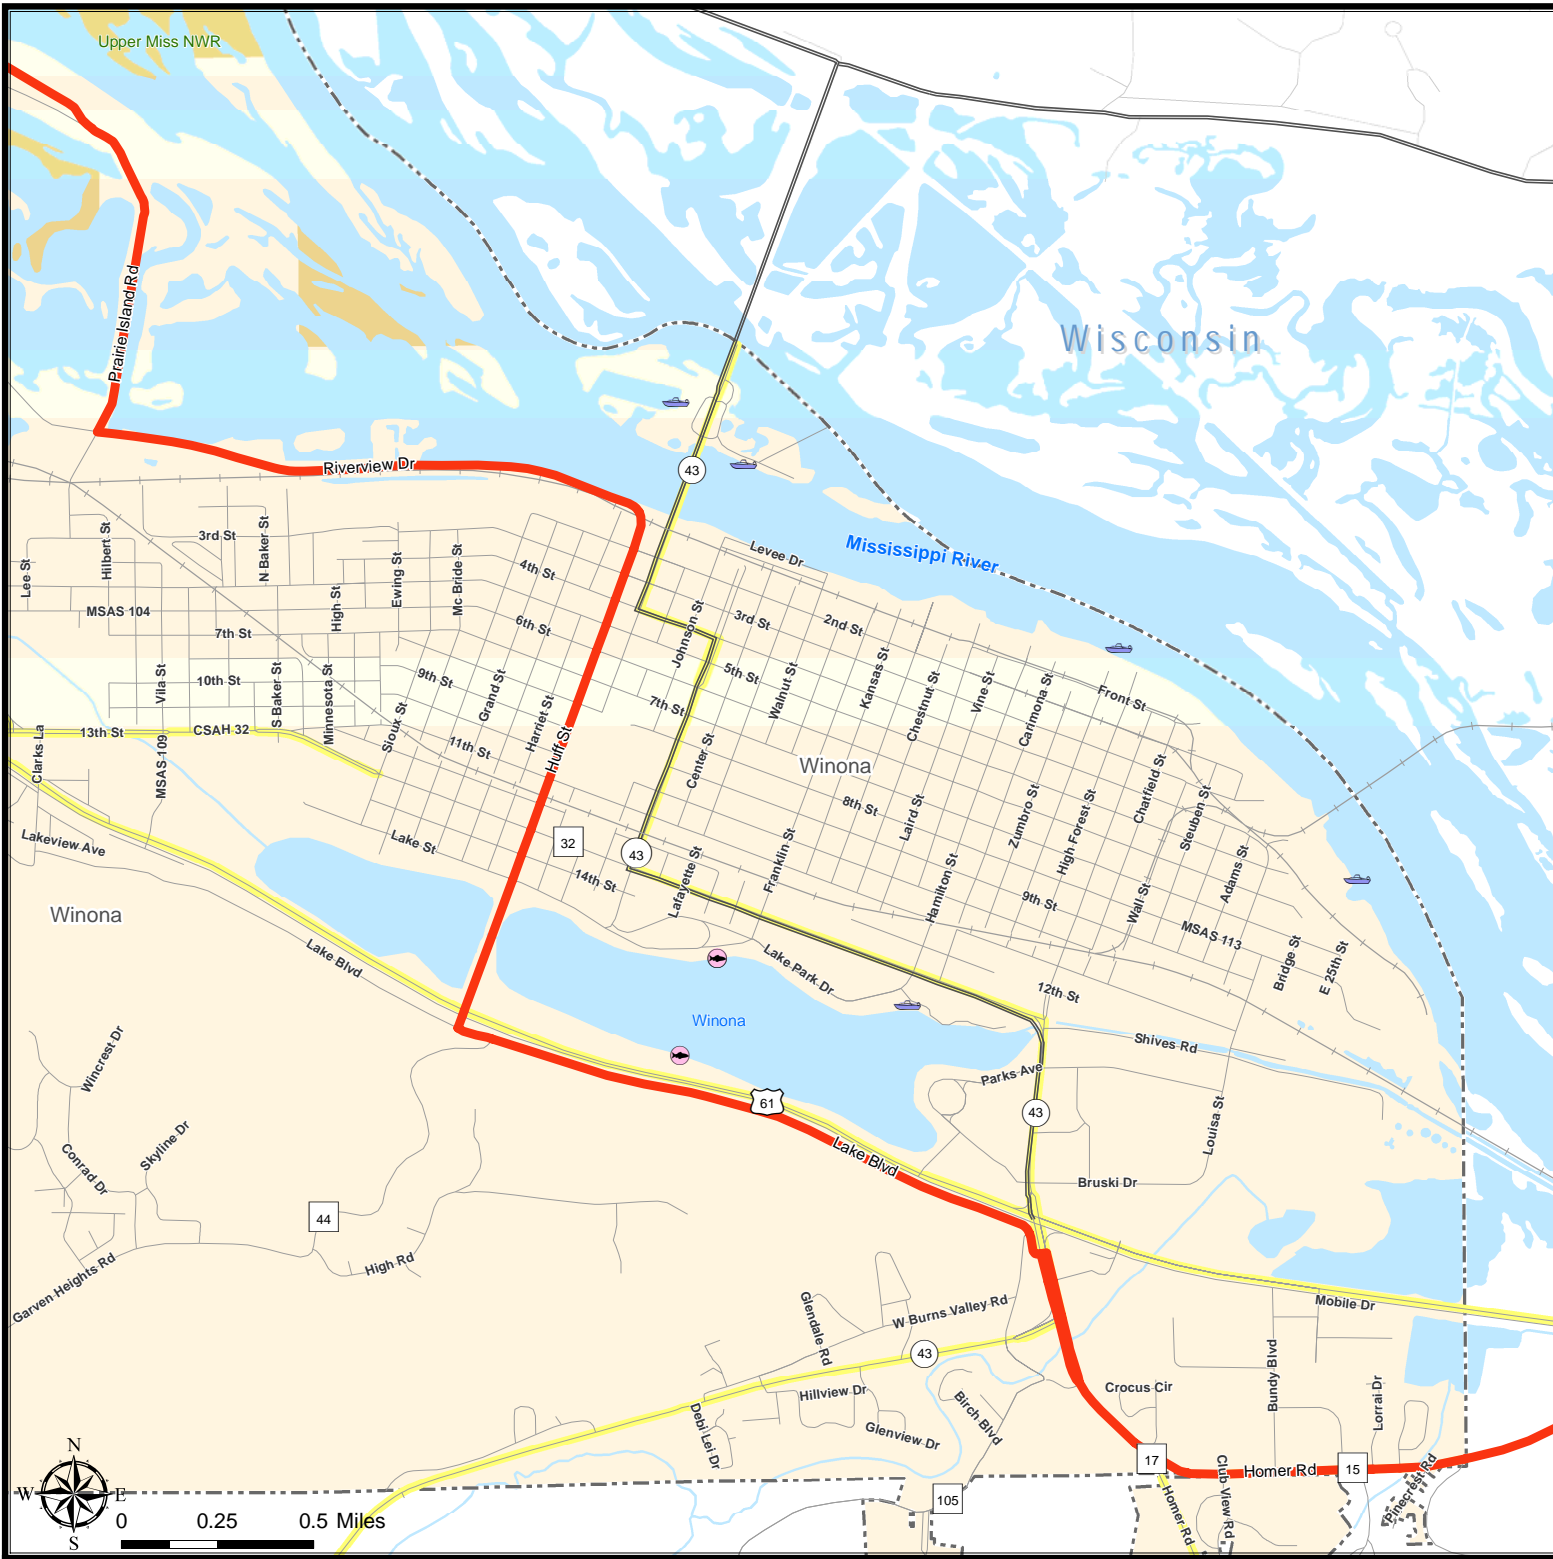 Upper Miss NWR
Wisconsin
Prairie Island Rd
Riverview Dr
43
Mississippi River
Levee Dr
3rd St
N Baker St
Hilbert St
Lee St
High St
Ewing St
Mc Bride St
4th St
MSAS 104
7th St
6th St
Johnson St
3rd St
2nd St
Vila St
10th St
S Baker St
Minnesota St
9th St
Grand St
Harriet St
Sioux St
11th St
Huff St
7th St
5th St
Walnut St
Kansas St
Chestnut St
Vine St
Carimona St
Front St
Clarks La
13th St
CSAH 32
MSAS 109
Center St
Winona
8th St
Laird St
Zumbro St
High Forest St
Chatfield St
Steuben St
Adams St
Lakeview Ave
Lake St
32
43
14th St
Lafayette St
Franklin St
Hamilton St
9th St
Wall St
MSAS 113
Bridge St
E 25th St
Winona
Lake Blvd
Lake Park Dr
12th St
Winona
Shives Rd
Parks Ave
Wincrest Dr
Skyline Dr
Conrad Dr
61
43
Louisa St
Lake Blvd
Bruski Dr
44
High Rd
Garven Heights Rd
Glendale Rd
W Burns Valley Rd
Mobile Dr
43
Bundy Blvd
Hillview Dr
Crocus Cir
Lorrai Dr
Debi Lei Dr
Birch Blvd
Glenview Dr
17
Homer Rd
15
Club View Rd
Pinecrest Rd
Homer Rd
105
N
W E
S
0 0.25 0.5 Miles